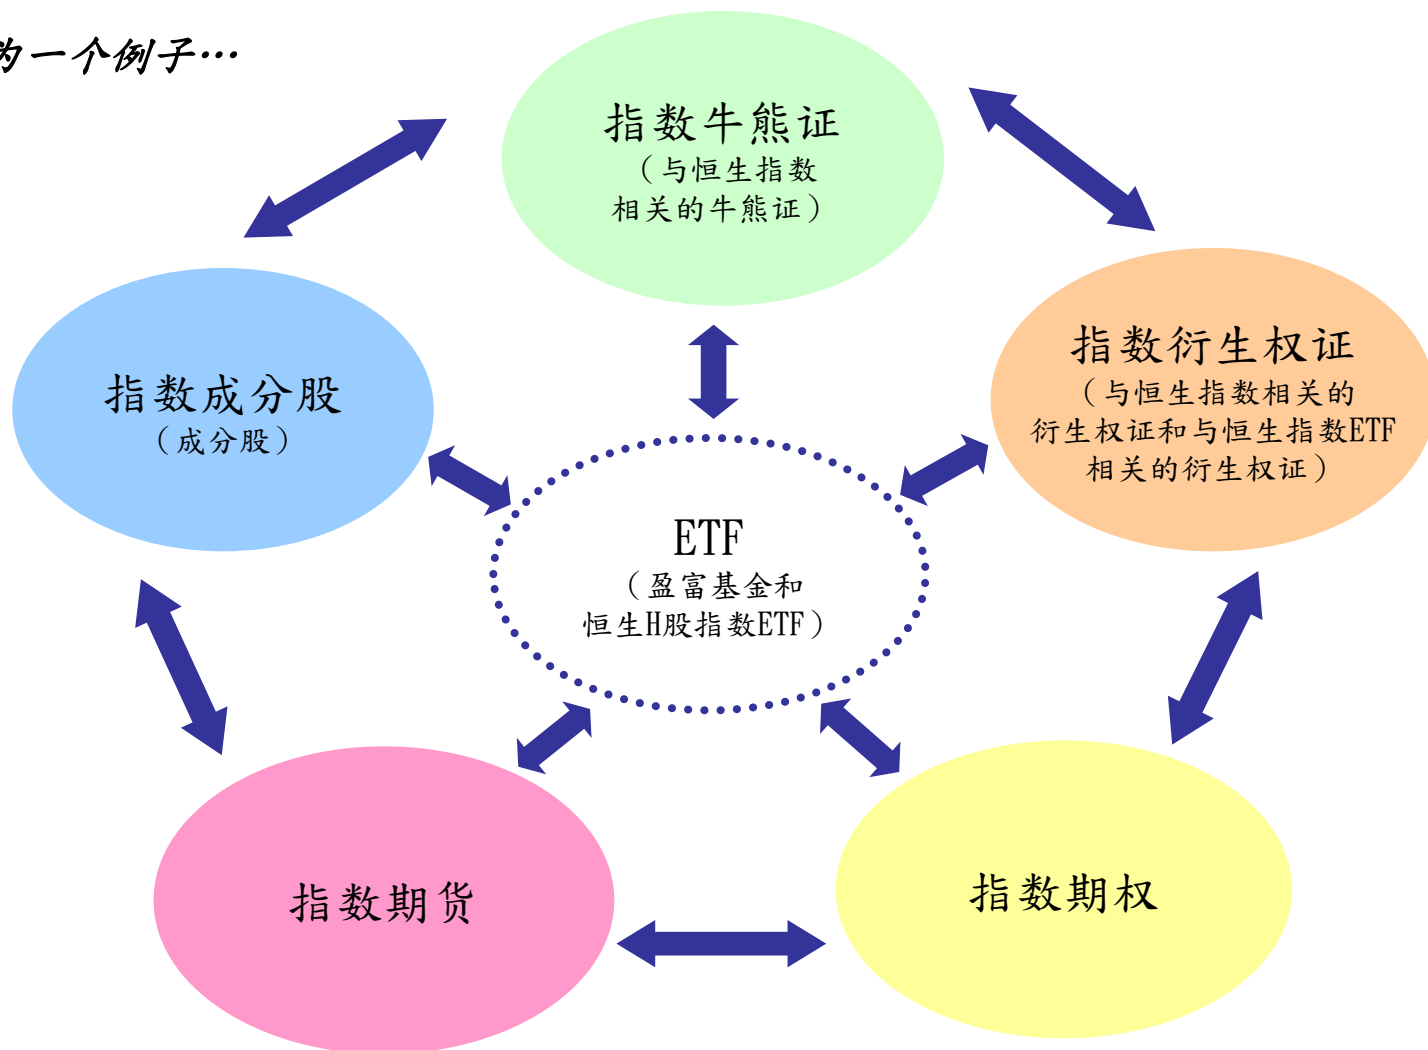 为一个例子…
指数牛熊证
（与恒生指数
相关的牛熊证）
指数成分股
（成分股）
指数衍生权证
（与恒生指数相关的
衍生权证和与恒生指数ETF
相关的衍生权证）
ETF
（盈富基金和
恒生H股指数ETF）
指数期货
指数期权